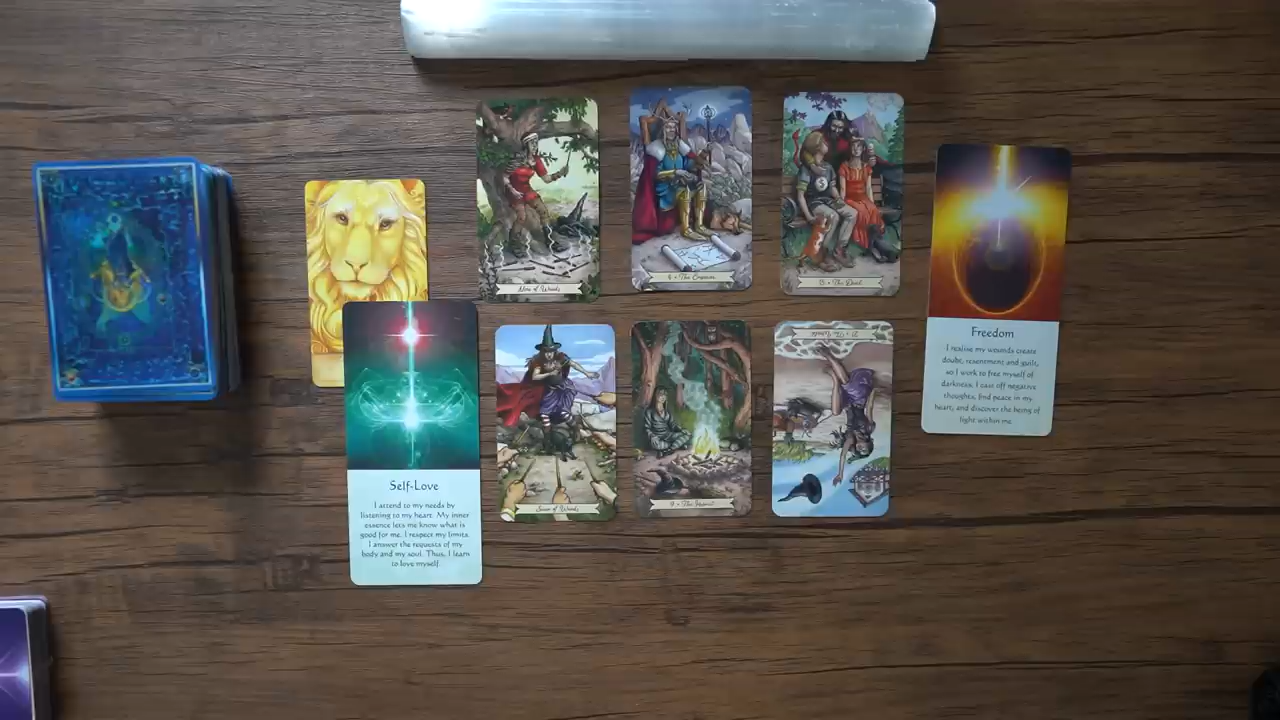 Nine of Wands
4 • The Emperor
15 • The Devil
Freedom
I realise my wounds create
doubt, resentment and guilt,
so I work to free myself of
darkness. I cast off negative
thoughts, find peace in my
heart, and discover the being of
light within me.
21 • The World
Self-Love
I attend to my needs by
listening to my heart. My inner
essence lets me know what is
good for me. I respect my limits.
I answer the requests of my
body and my soul. Thus, I learn
to love myself.
Seven of Wands
9 • The Hermit